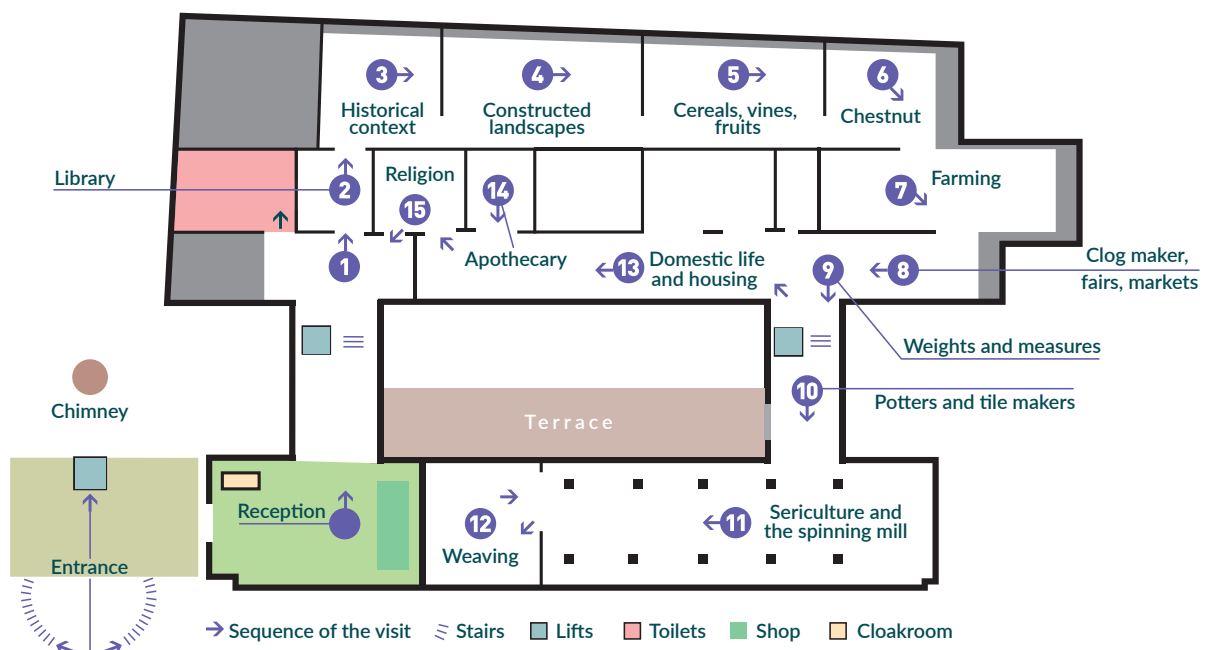 3
4
5
6
Historical
context
Constructed
landscapes
Cereals, vines,
fruits
Chestnut
Library
2
Religion
15
14
7
Farming
1
Apothecary
13
Domestic life
and housing
9
8
Clog maker,
fairs, markets
Weights and measures
Chimney
10
Potters and tile makers
Terrace
Entrance
Reception
12
Weaving
11
Sericulture and
the spinning mill
Sequence of the visit
Stairs
Lifts
Toilets
Shop
Cloakroom